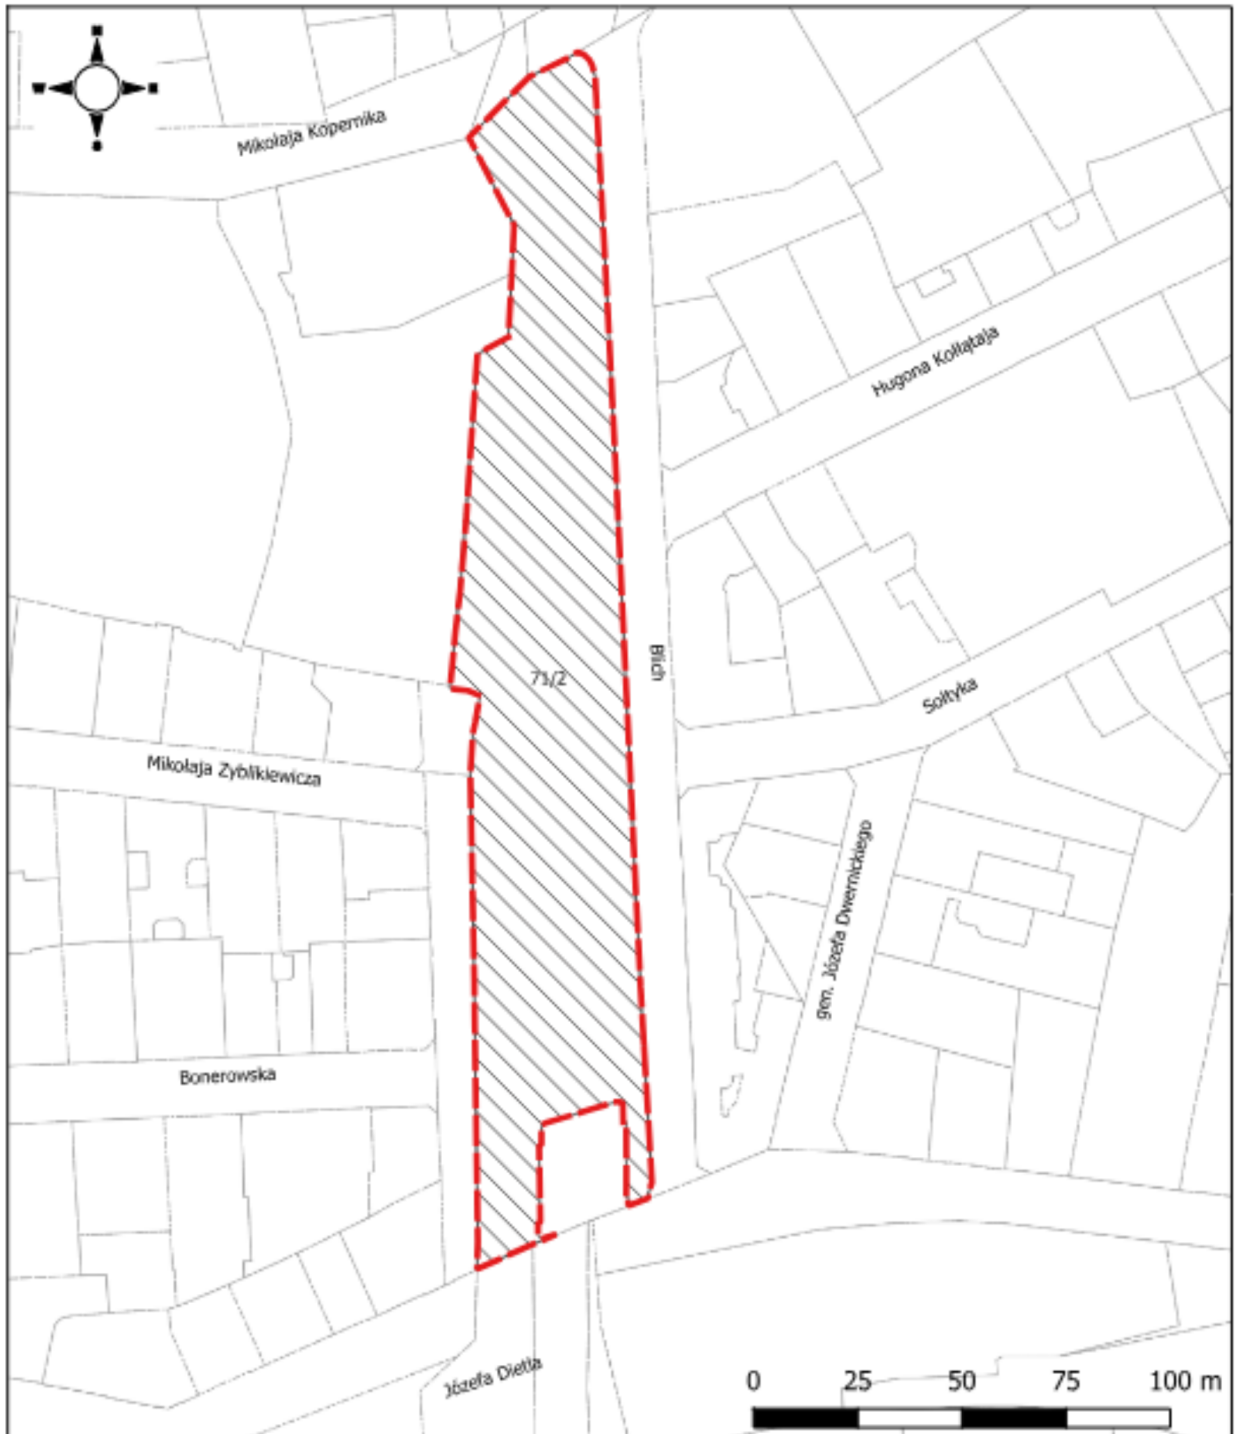 Mikołaja Kopernika
Hugona Kołłątaja
Blich
71/2
Sołtyka
Mikołaja Zyblikiewicza
gen. Józefa Dwernickiego
Bonerowska
Józefa Dietla
0 25 50 75 100 m